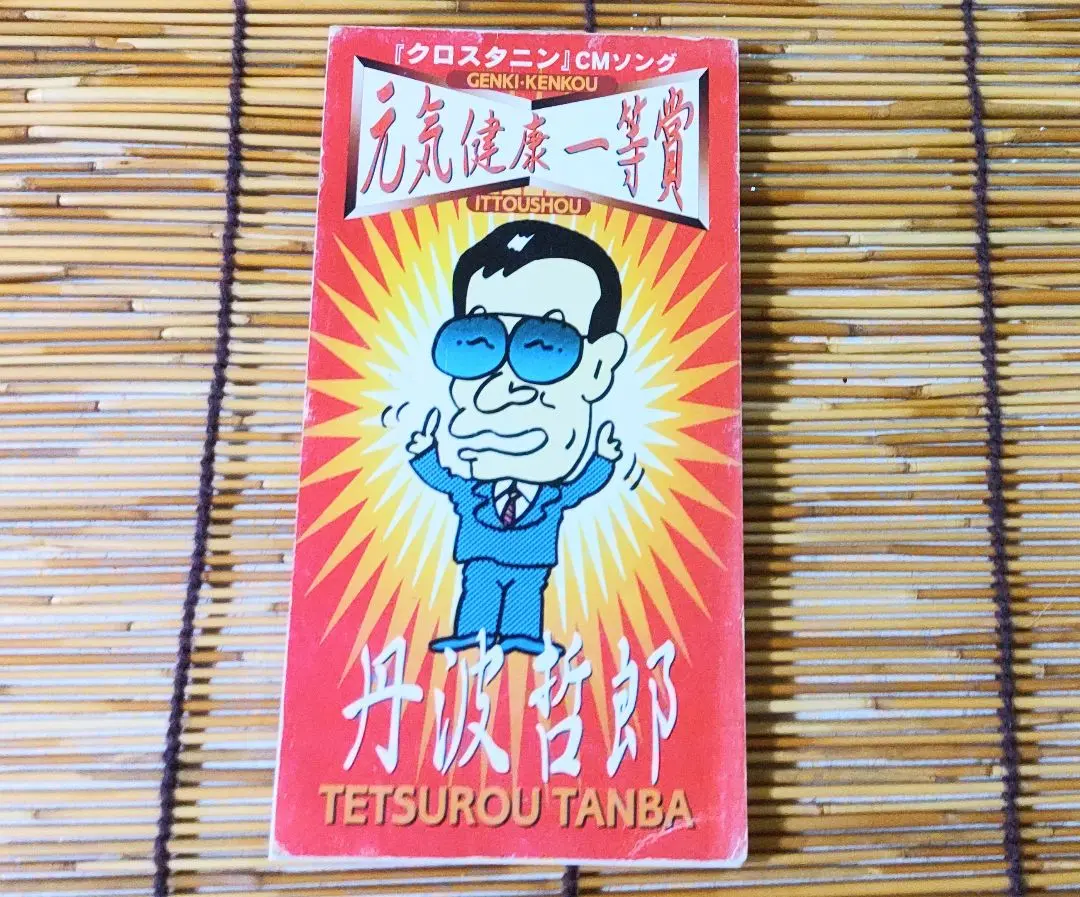 『クロスタニン』CMソング
GENKI·KENKOU
元気健康一等賞
ITTOUSHOU
丹波哲郎
TETSUROU TANBA